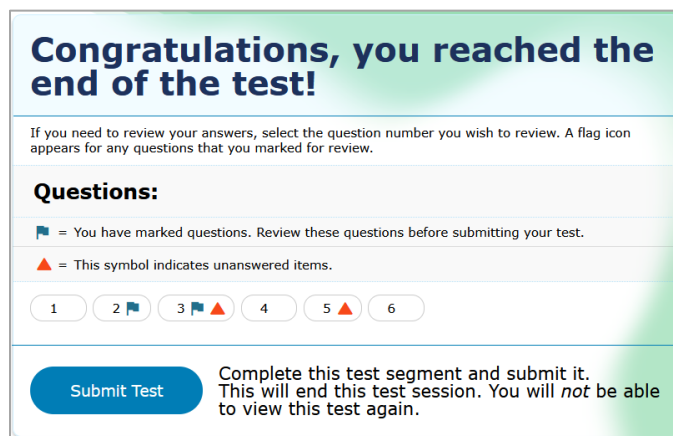 Congratulations, you reached the
end of the test!
If you need to review your answers, select the question number you wish to review. A flag icon
appears for any questions that you marked for review.
Questions:
= You have marked questions. Review these questions before submitting your test.
= This symbol indicates unanswered items.
1 2 3 4 5 6
Submit Test
Complete this test segment and submit it.
This will end this test session. You will not be able
to view this test again.